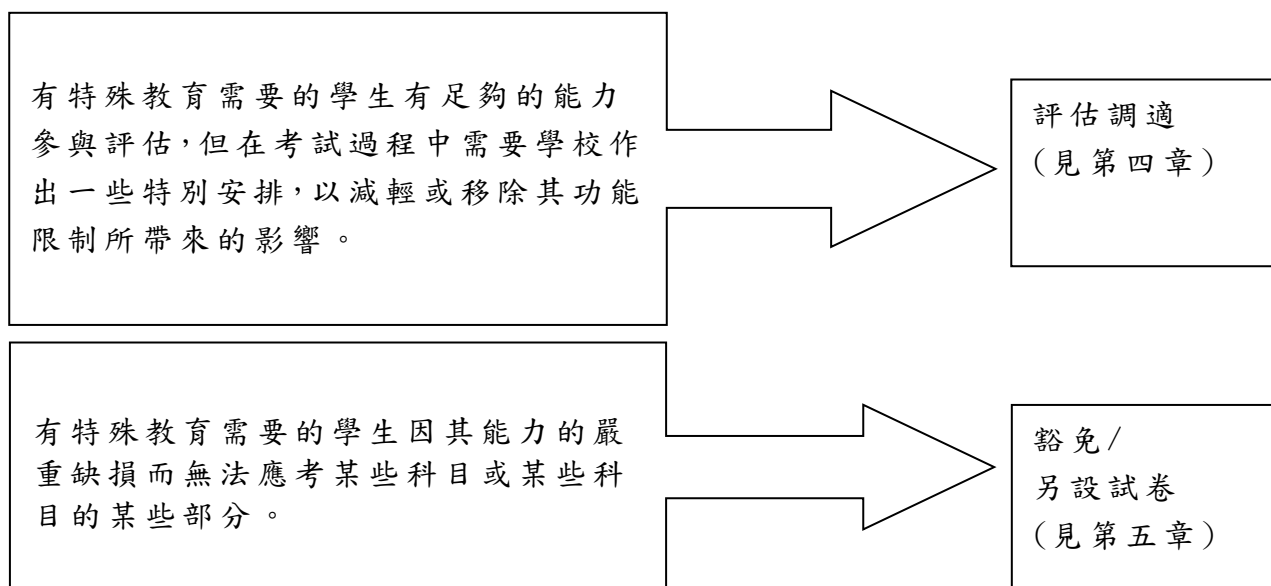 有特殊教育需要的學生有足夠的能力
參與評估,但在考試過程中需要學校作
出一些特別安排,以減輕或移除其功能
限制所帶來的影響。
評估調適
(見第四章)
有特殊教育需要的學生因其能力的嚴
重缺損而無法應考某些科目或某些科
目的某些部分。
豁免/
另設試卷
(見第五章)